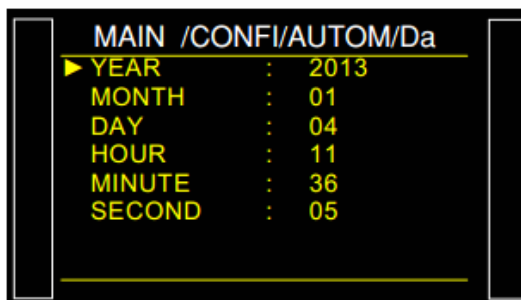 MAIN /CONFI/AUTOM/Da
► YEAR : 2013
MONTH : 01
DAY : 04
HOUR : 11
MINUTE : 36
SECOND : 05